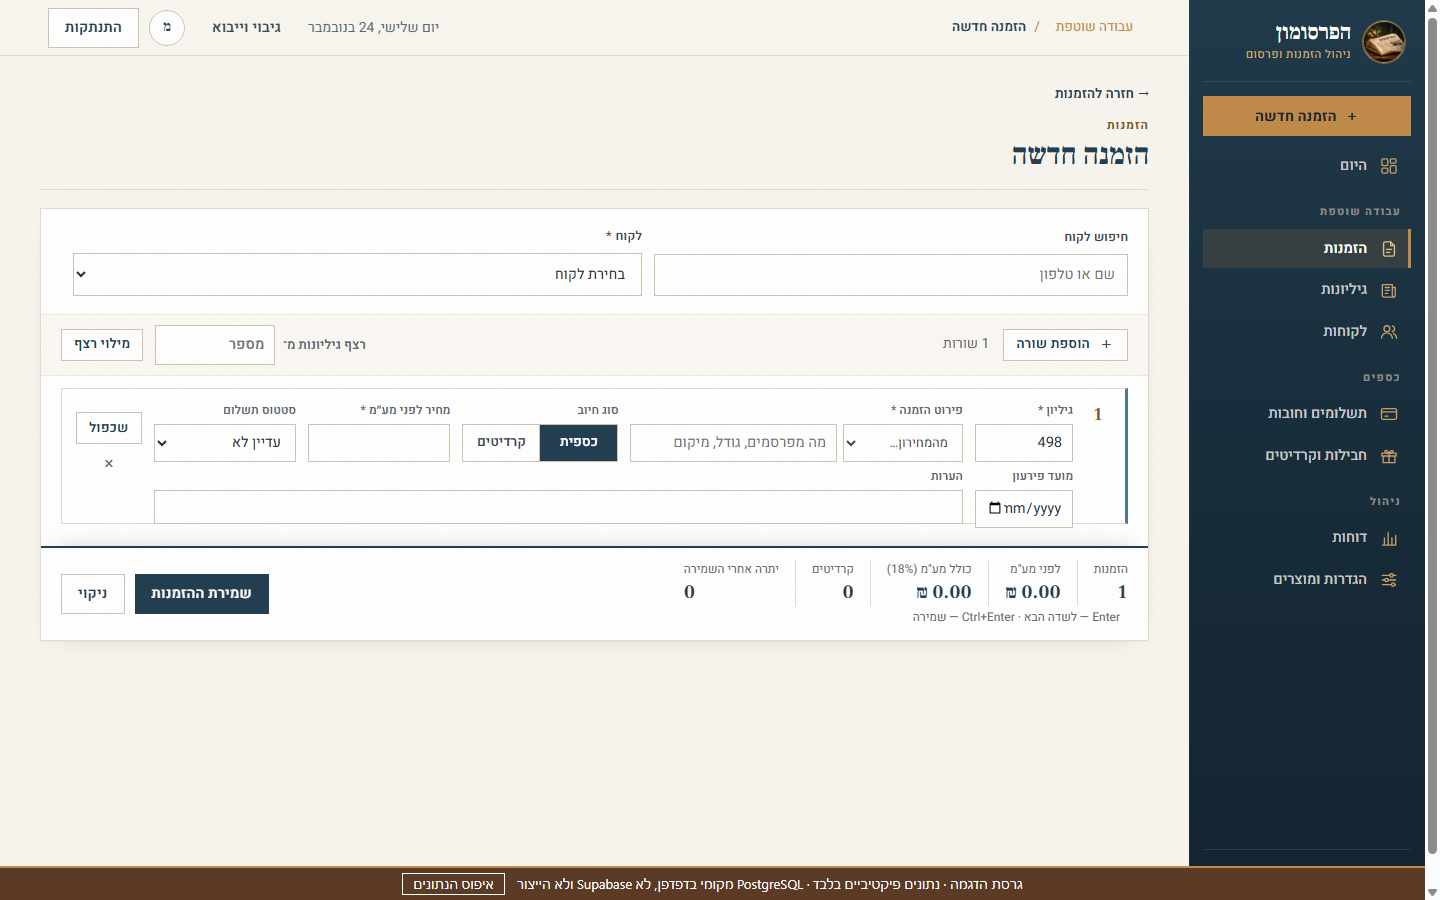 הפרסומון
ניהול הזמנות ופרסום
+ הזמנה חדשה
היום
עבודה שוטפת
הזמנות
גיליונות
לקוחות
כספים
תשלומים וחובות
חבילות וקרדיטים
ניהול
דוחות
הגדרות ומוצרים
עבודה שוטפת / הזמנה חדשה
יום שלישי, 24 בנובמבר
גיבוי וייבוא
מ
התנתקות
→ חזרה להזמנות
הזמנות
הזמנה חדשה
חיפוש לקוח
לקוח *
שם או טלפון
בחירת לקוח
+ הוספת שורה
1 שורות
רצף גיליונות מ־
מספר
מילוי רצף
1
גיליון *
פירוט הזמנה *
סוג חיוב
מחיר לפני מע״מ *
סטטוס תשלום
498
מהמחירון...
מה מפרסמים, גודל, מיקום
כספית
קרדיטים
עדיין לא
שכפול
×
מועד פירעון
הערות
mm/yyyy
הזמנות
לפני מע"מ
כולל מע"מ (18%)
קרדיטים
יתרה אחרי השמירה
1
0.00 ₪
0.00 ₪
0
0
Enter — לשדה הבא · Ctrl+Enter — שמירה
שמירת ההזמנות
ניקוי
גרסת הדגמה · נתונים פיקטיביים בלבד · PostgreSQL מקומי בדפדפן, לא Supabase ולא הייצור
איפוס הנתונים